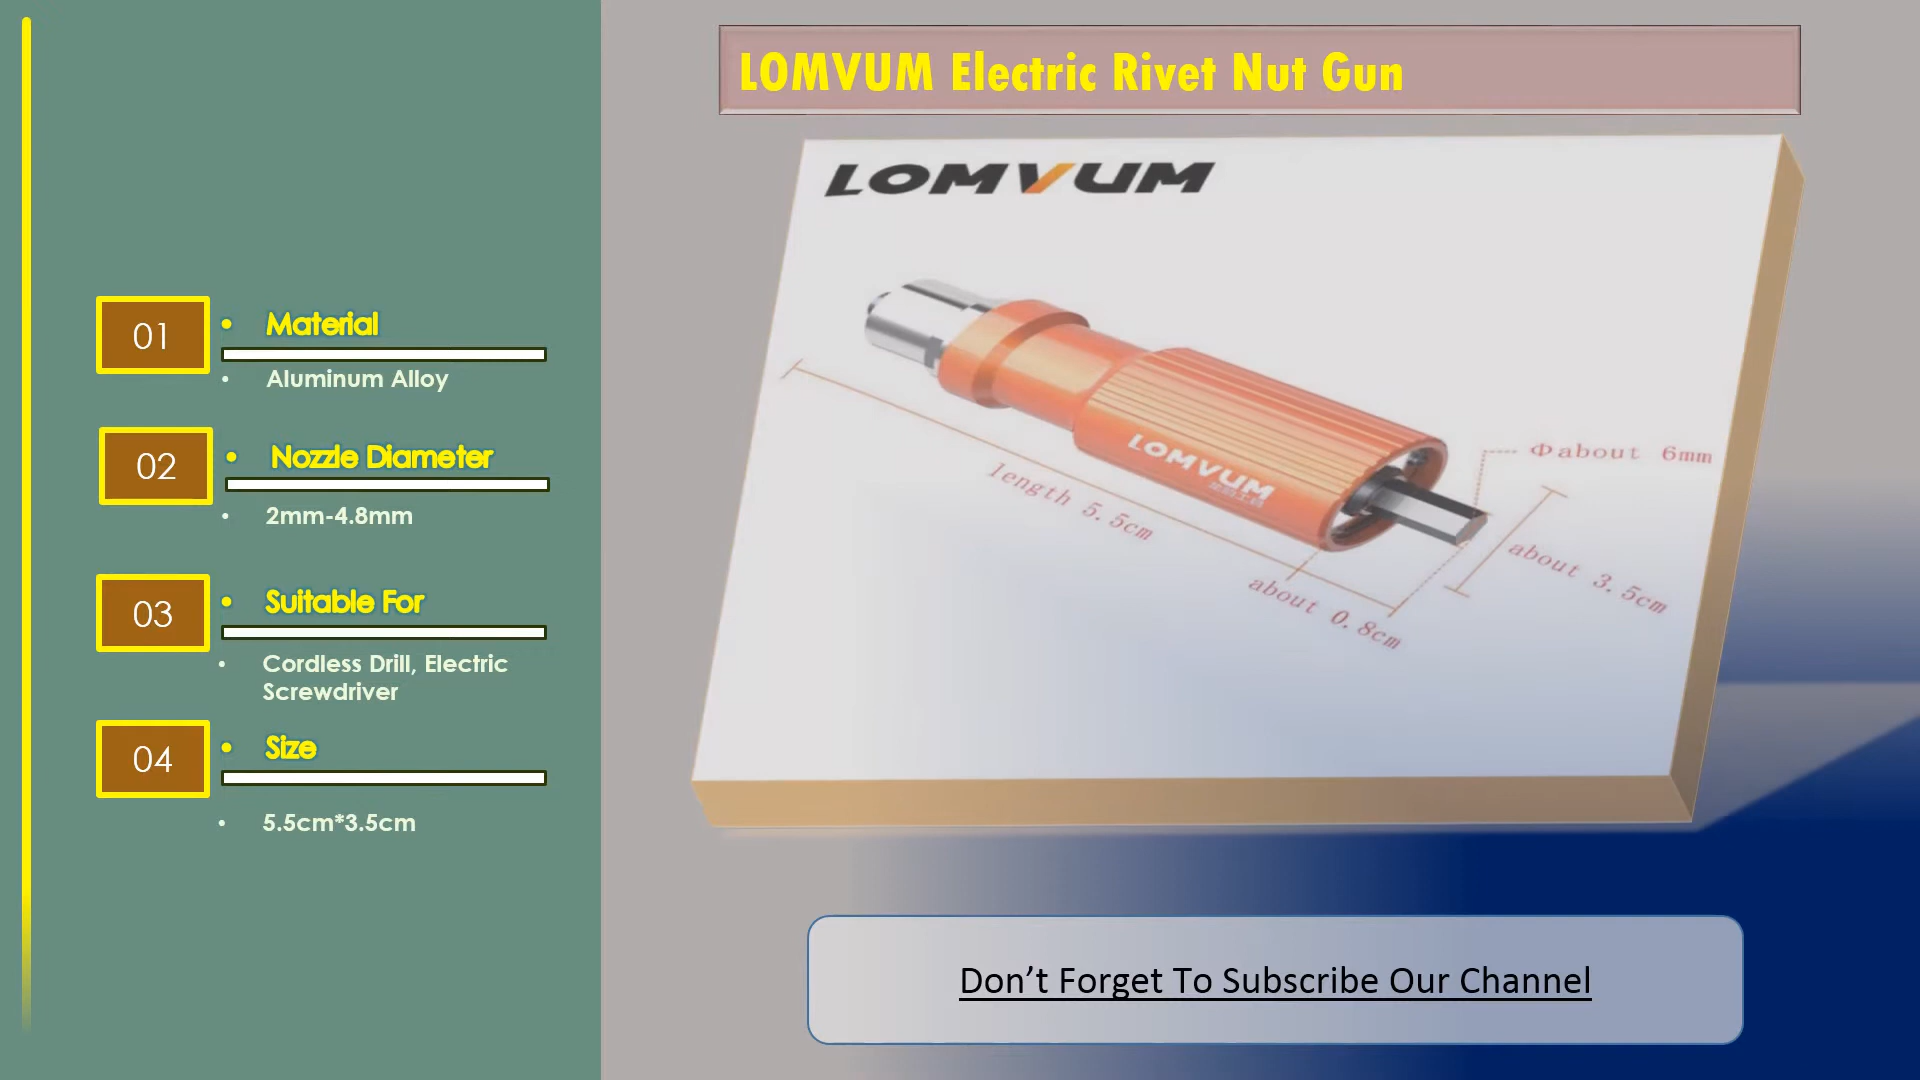 LOMVUM Electric Rivet Nut Gun
LOMVUM
01
• Material
• Aluminum Alloy
02
• Nozzle Diameter
• 2mm-4.8mm
03
• Suitable For
• Cordless Drill, Electric
Screwdriver
04
• Size
• 5.5cm*3.5cm
LOMVUM
length 5.5cm
Φabout 6mm
about 3.5cm
about 0.8cm
Don’t Forget To Subscribe Our Channel